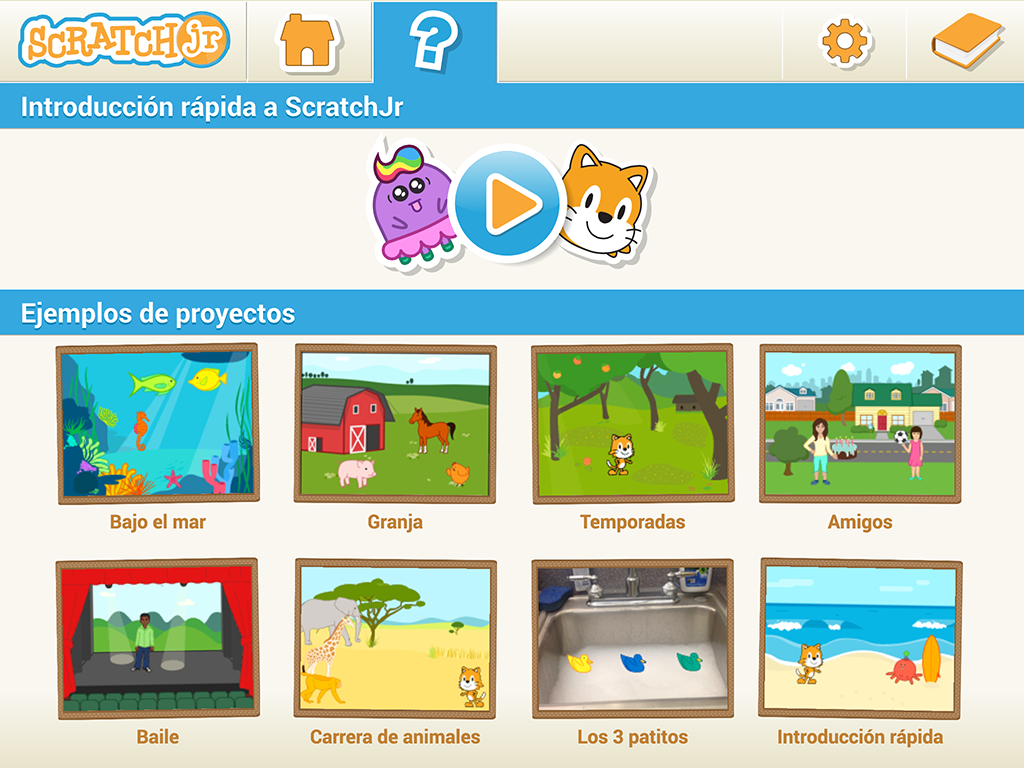 SCRATCHJr
Introducción rápida a ScratchJr
Ejemplos de proyectos
Bajo el mar
Granja
Temporadas
Amigos
Baile
Carrera de animales
Los 3 patitos
Introducción rápida